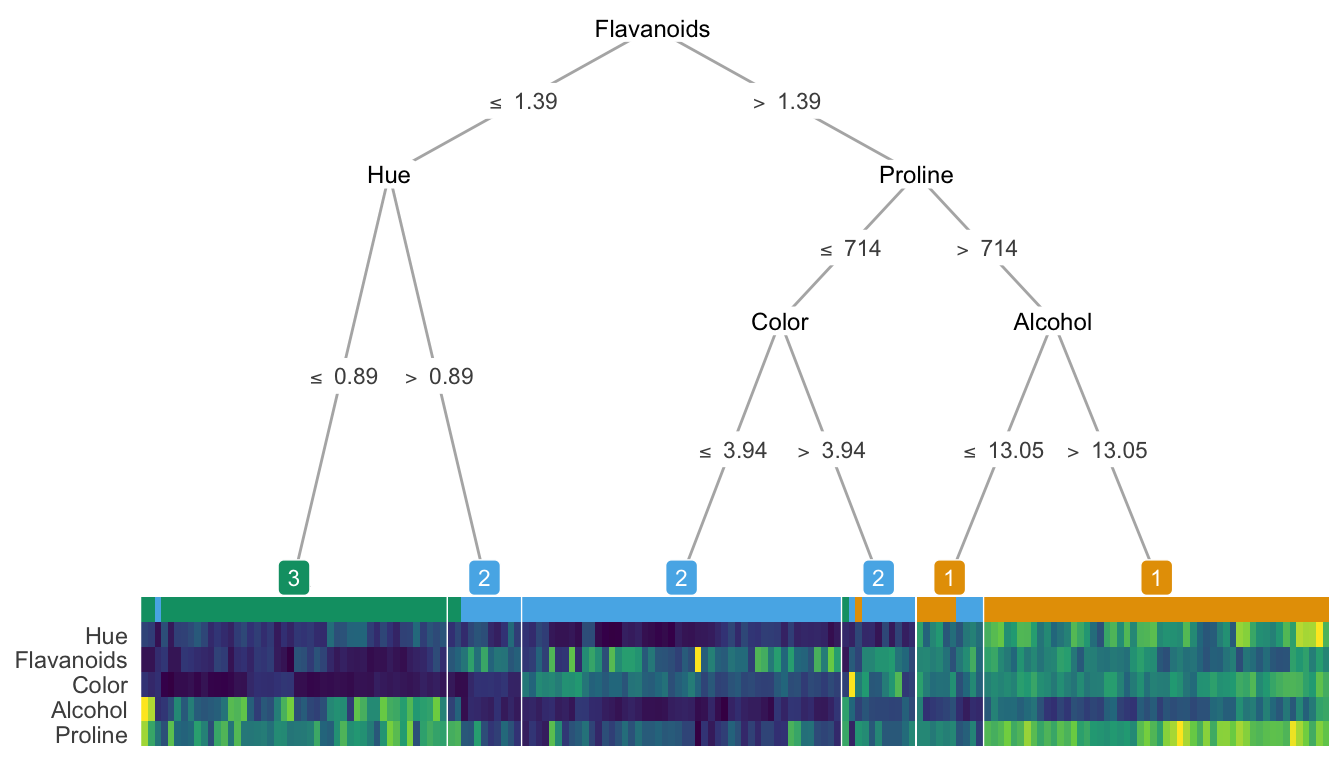 Flavanoids
≤ 1.39 > 1.39
Hue Proline
≤ 714 > 714
Color Alcohol
≤ 0.89 > 0.89
≤ 3.94 > 3.94 ≤ 13.05 > 13.05
3 2 2 2 1 1
Hue
Flavanoids
Color
Alcohol
Proline